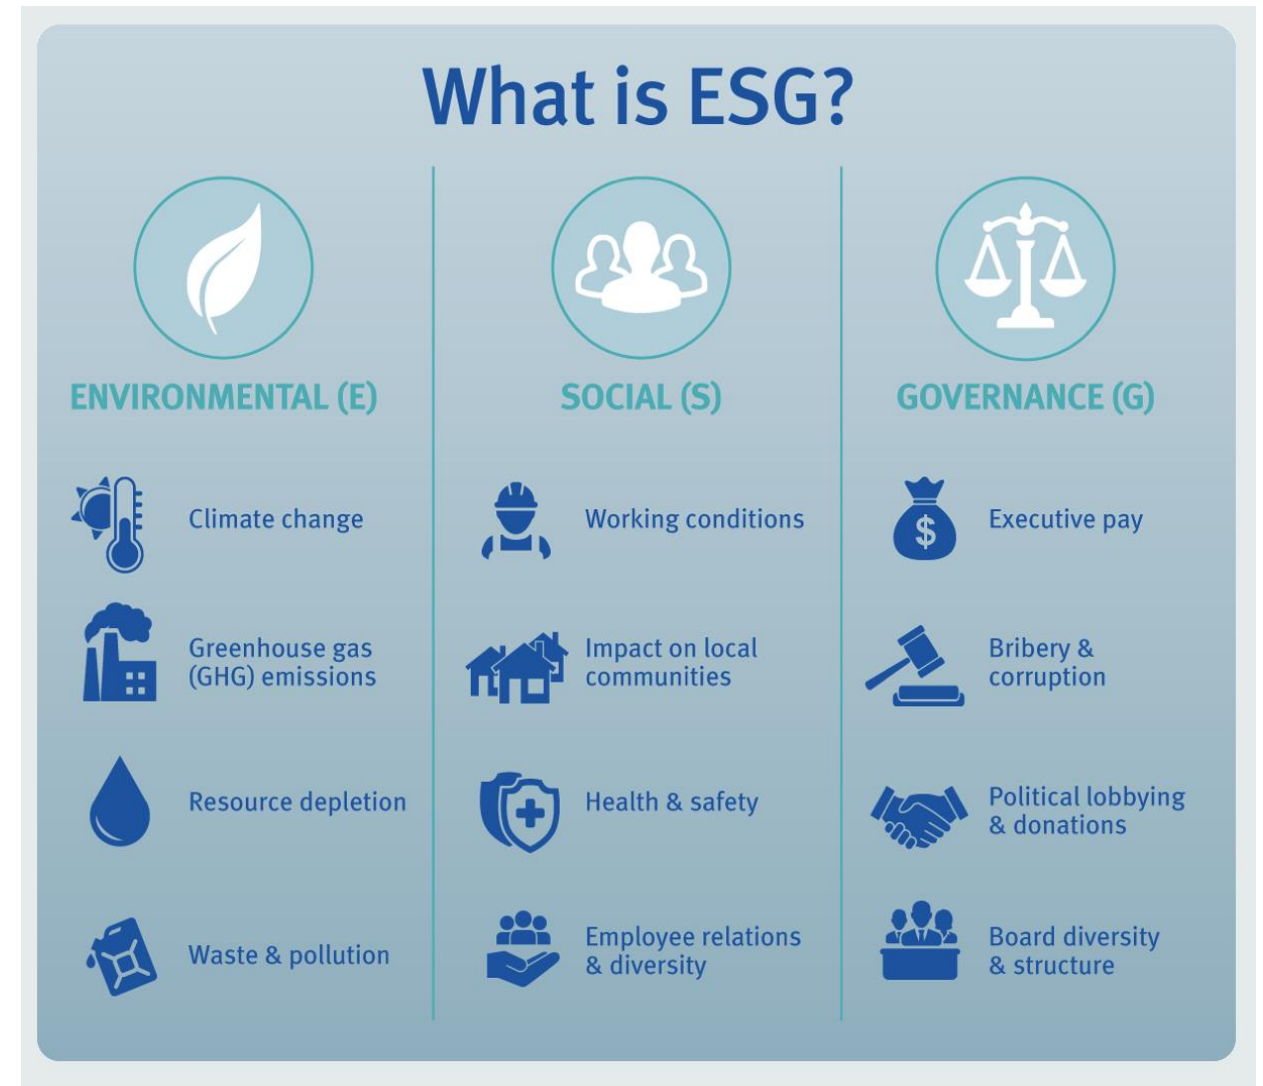 What is ESG?
ENVIRONMENTAL (E)
Climate change
Greenhouse gas
(GHG) emissions
Resource depletion
Waste & pollution
SOCIAL (S)
Working conditions
Impact on local
communities
Health & safety
Employee relations
& diversity
GOVERNANCE (G)
$
Executive pay
Bribery &
corruption
Political lobbying
& donations
Board diversity
& structure